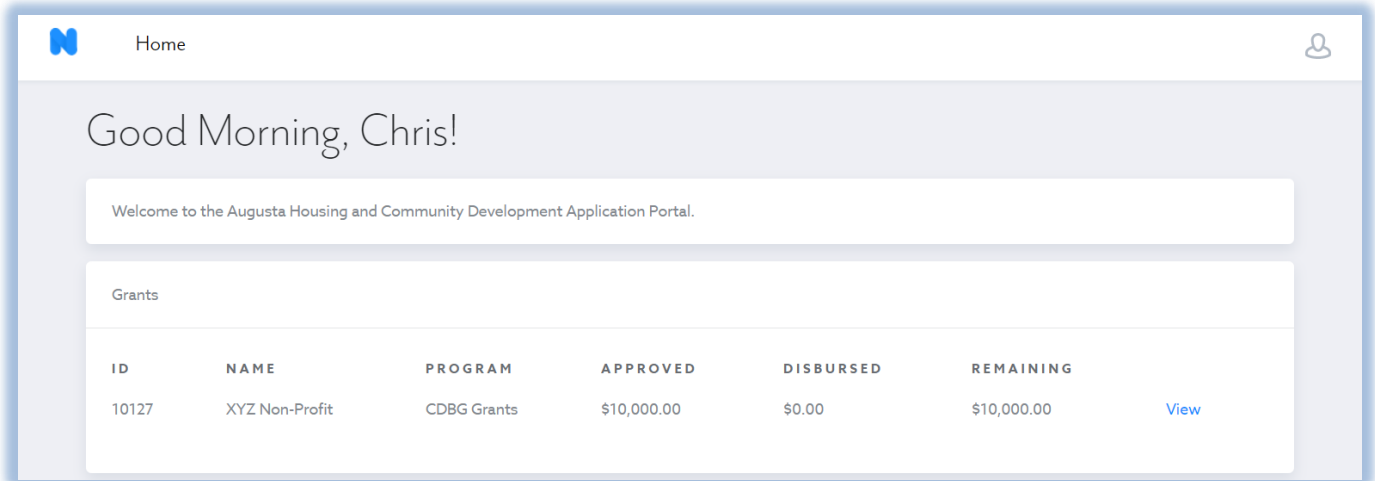 N Home
Good Morning, Chris!
Welcome to the Augusta Housing and Community Development Application Portal.
Grants
ID NAME PROGRAM APPROVED DISBURSED REMAINING
10127 XYZ Non-Profit CDBG Grants $10,000.00 $0.00 $10,000.00 View